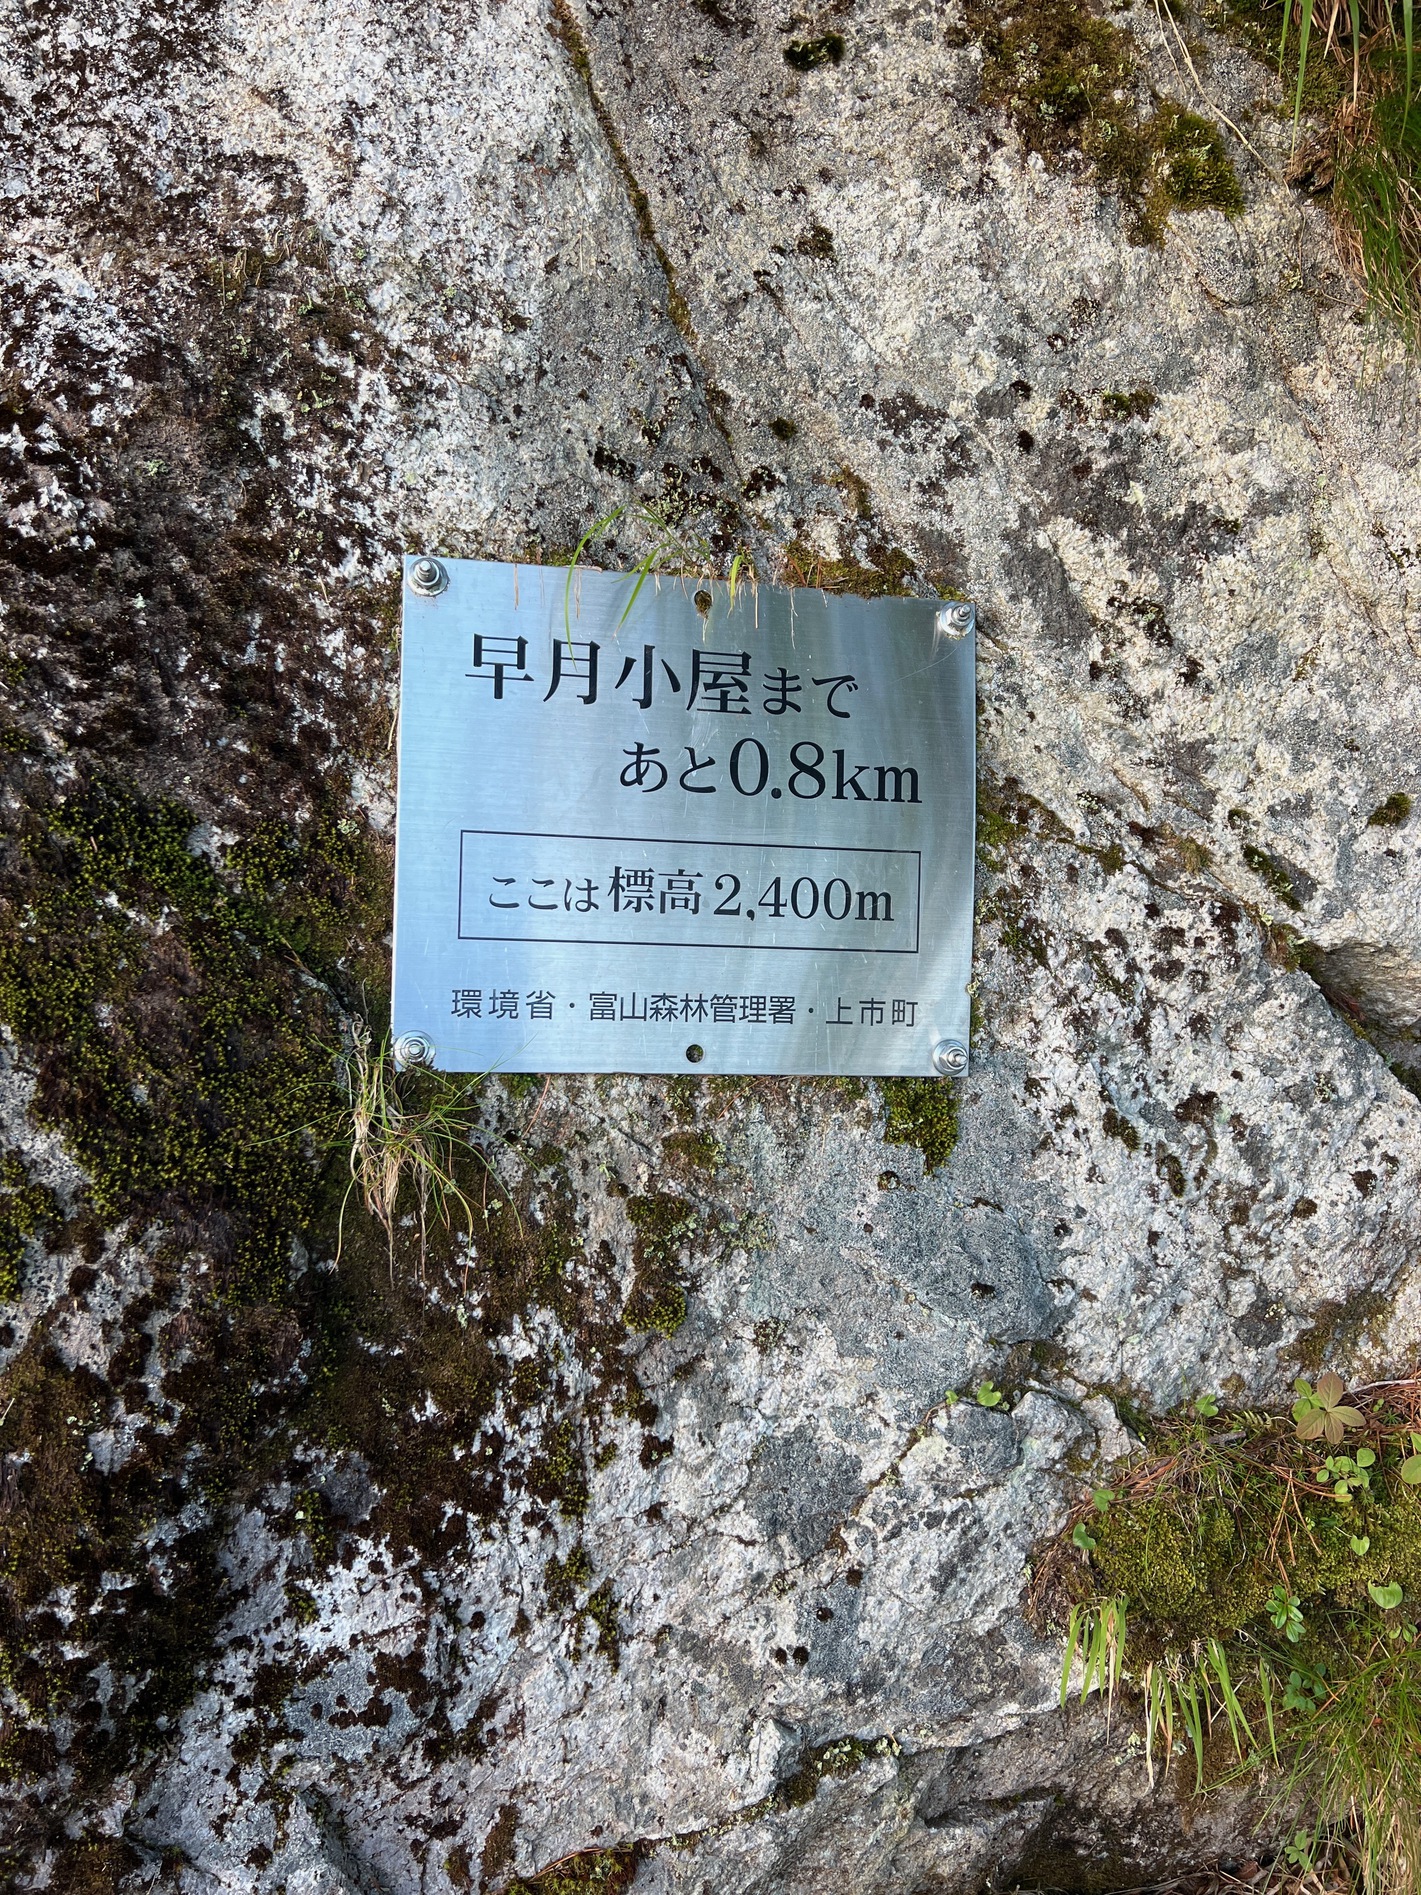 早月小屋まで
あと0.8km
ここは標高2,400m
環境省・富山森林管理署・上市町